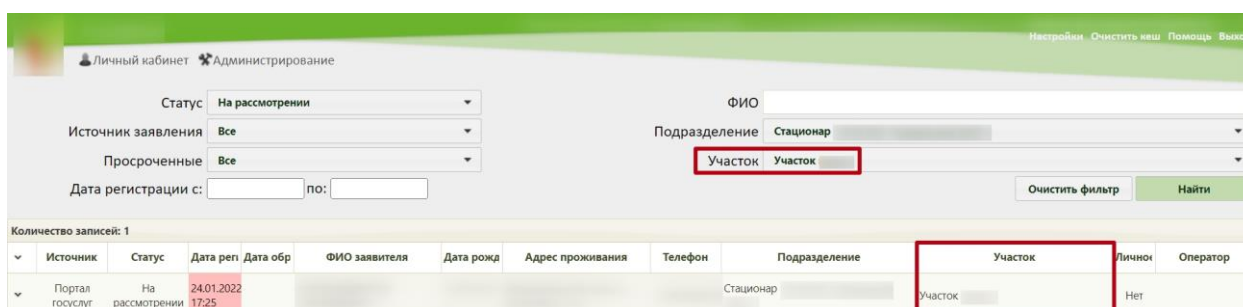 Настройки Очистить кеш Помощь
Личный кабинет Администрирование
Статус На рассмотрении ФИО
Источник заявления Все Подразделение Стационар
Просроченные Все Участок Участок
Дата регистрации с: по: Очистить фильтр Найти
Количество записей: 1
Источник Статус Дата реги Дата обр ФИО заявителя Дата рожд Адрес проживания Телефон Подразделение Участок Личное Оператор
Портал На 24.01.2022 Стационар Участок Нет
госуслуг рассмотрении 17:25